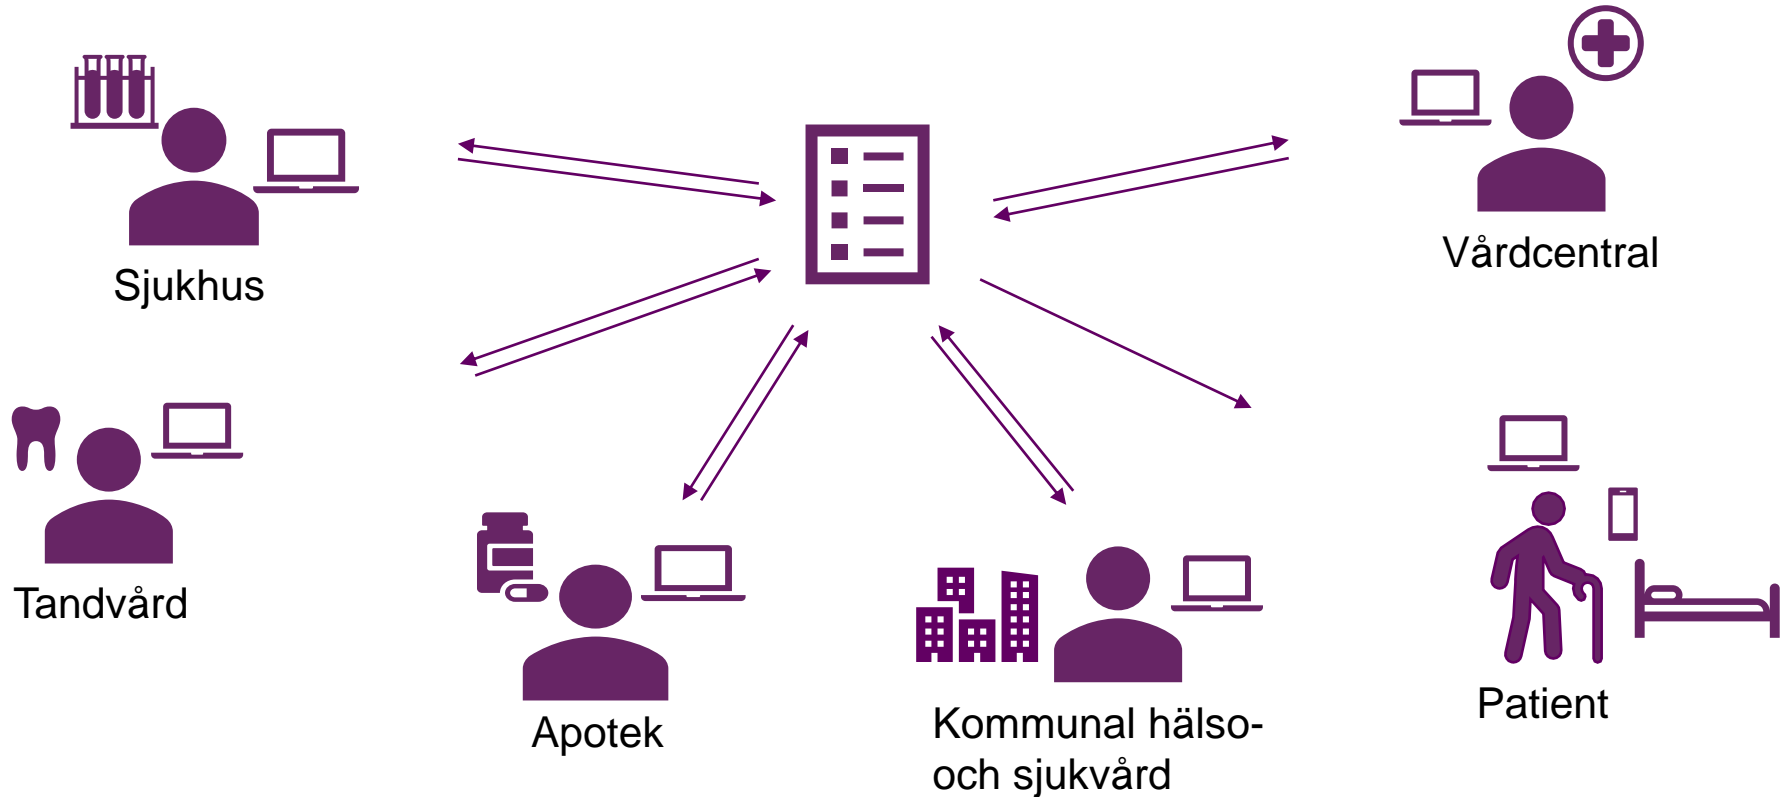 Sjukhus
Vårdcentral
Tandvård
Apotek
Kommunal hälso-
och sjukvård
Patient